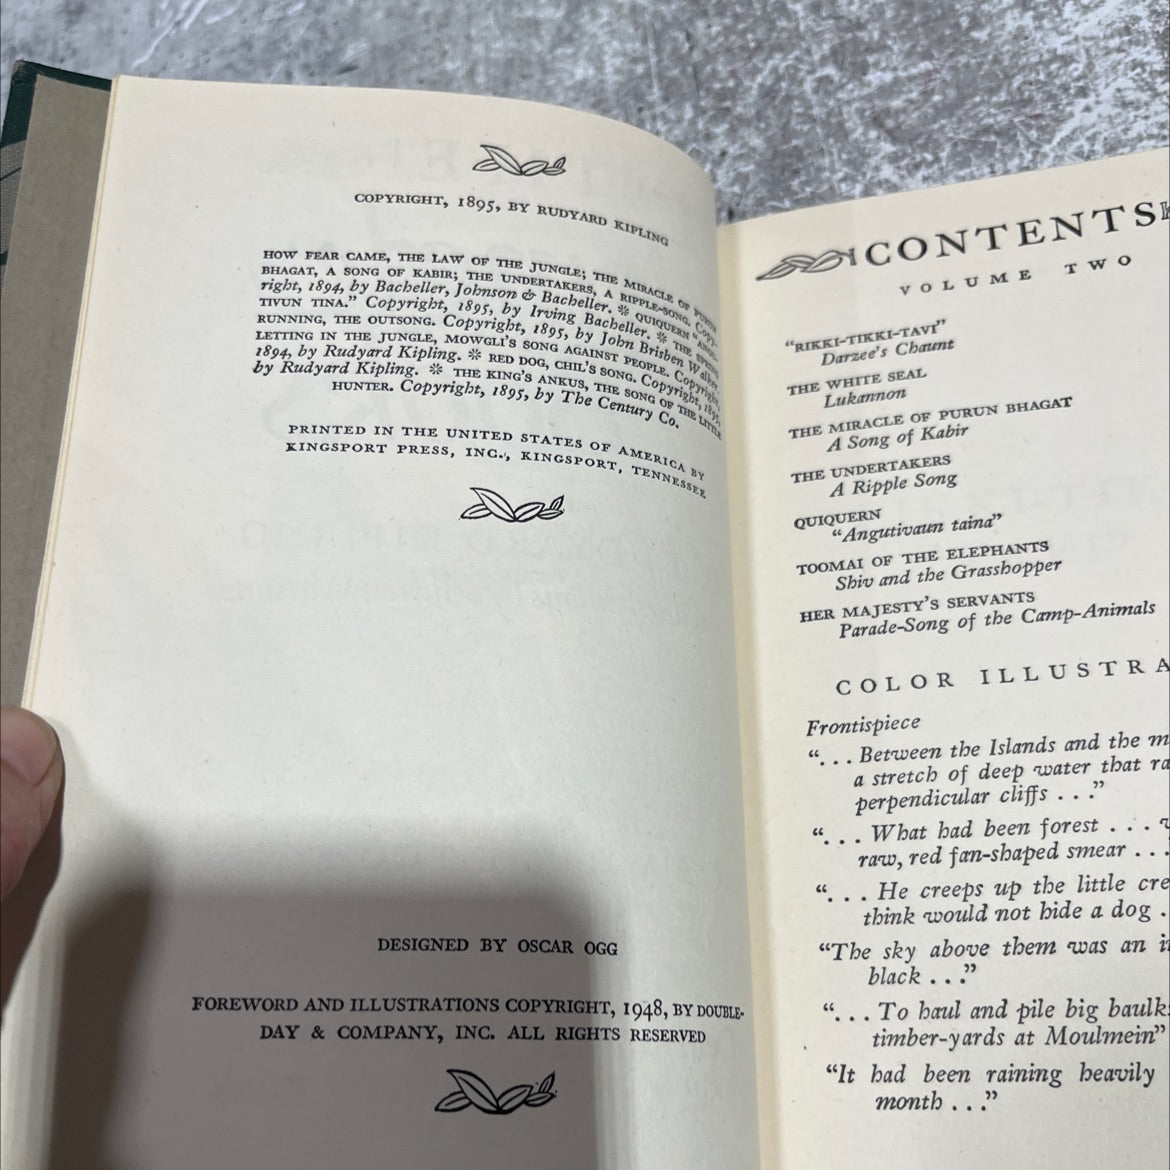 COPYRIGHT, 1895, BY RUDYARD KIPLING
HOW FEAR CAME, THE LAW OF THE JUNGLE; THE MIRACLE OF PURUN
BHAGAT, A SONG OF KABIR; THE UNDERTAKERS, A RIPPLE-SONG. Copy-
right, 1894, by Bacheller, Johnson & Bacheller. ❊ QUIQUERN "ANGU-
TIVUN TINA." Copyright, 1895, by Irving Bacheller. ❊ THE SPRING
RUNNING, THE OUTSONG. Copyright, 1895, by John Brisben Walker.
LETTING IN THE JUNGLE, MOWGLI'S SONG AGAINST PEOPLE. Copyright,
1894, by Rudyard Kipling. ❊ RED DOG, CHIL'S SONG. Copyright, 1895,
by Rudyard Kipling. ❊ THE KING'S ANKUS, THE SONG OF THE LITTLE
HUNTER. Copyright, 1895, by The Century Co.
PRINTED IN THE UNITED STATES OF AMERICA BY
KINGSPORT PRESS, INC., KINGSPORT, TENNESSEE
DESIGNED BY OSCAR OGG
FOREWORD AND ILLUSTRATIONS COPYRIGHT, 1948, BY DOUBLE-
DAY & COMPANY, INC. ALL RIGHTS RESERVED
CONTENTS
VOLUME TWO
"RIKKI-TIKKI-TAVI"
Darzee's Chaunt
THE WHITE SEAL
Lukannon
THE MIRACLE OF PURUN BHAGAT
A Song of Kabir
THE UNDERTAKERS
A Ripple Song
QUIQUERN
"Angutivaun taina"
TOOMAI OF THE ELEPHANTS
Shiv and the Grasshopper
HER MAJESTY'S SERVANTS
Parade-Song of the Camp-Animals
COLOR ILLUSTRA
Frontispiece
". . . Between the Islands and the m
a stretch of deep water that ra
perpendicular cliffs . . ."
". . . What had been forest . . .
raw, red fan-shaped smear . . .
". . . He creeps up the little cre
think would not hide a dog .
"The sky above them was an i
black . . ."
". . . To haul and pile big baulk
timber-yards at Moulmein"
"It had been raining heavily
month . . ."